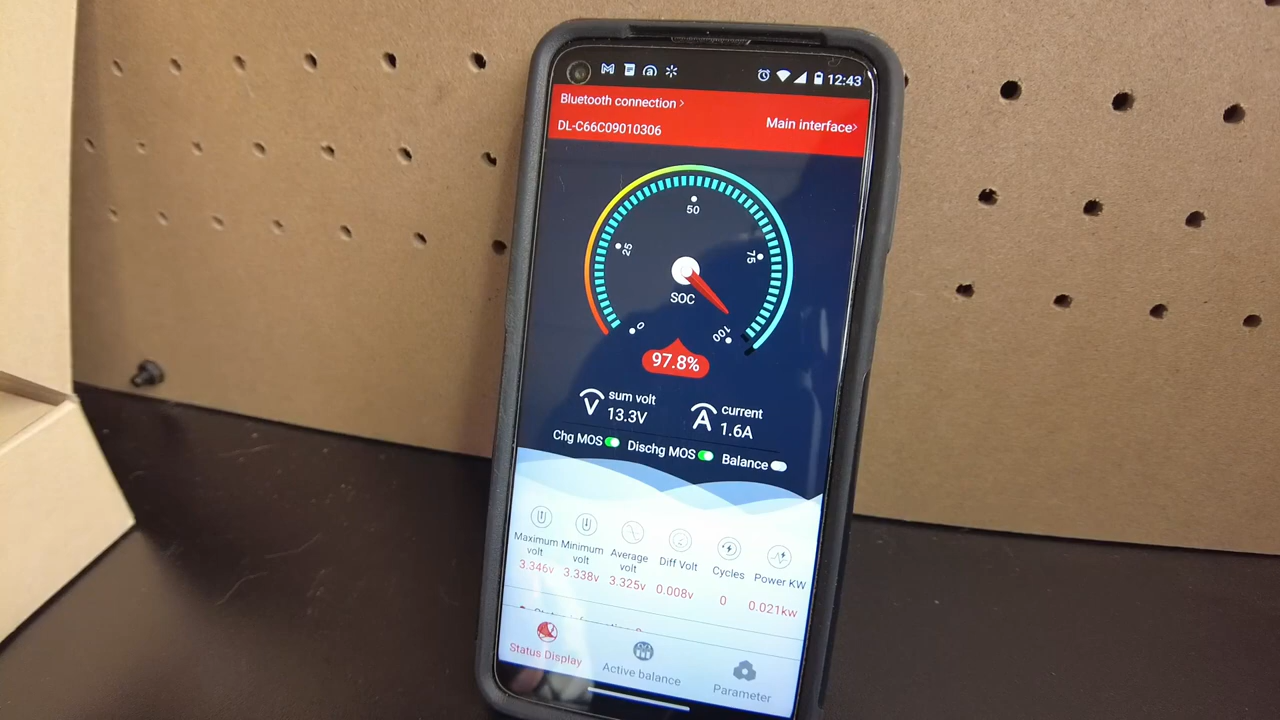 12:43
Bluetooth connection >
DL-C66C09010306
Main interface>
50
25
75
SOC
0
100
97.8%
sum volt
13.3V
current
1.6A
Chg MOS
Dischg MOS
Balance
Maximum volt
3.346v
Minimum volt
3.338v
Average volt
3.325v
Diff Volt
0.008v
Cycles
0
Power KW
0.021kw
Status Display
Active balance
Parameter